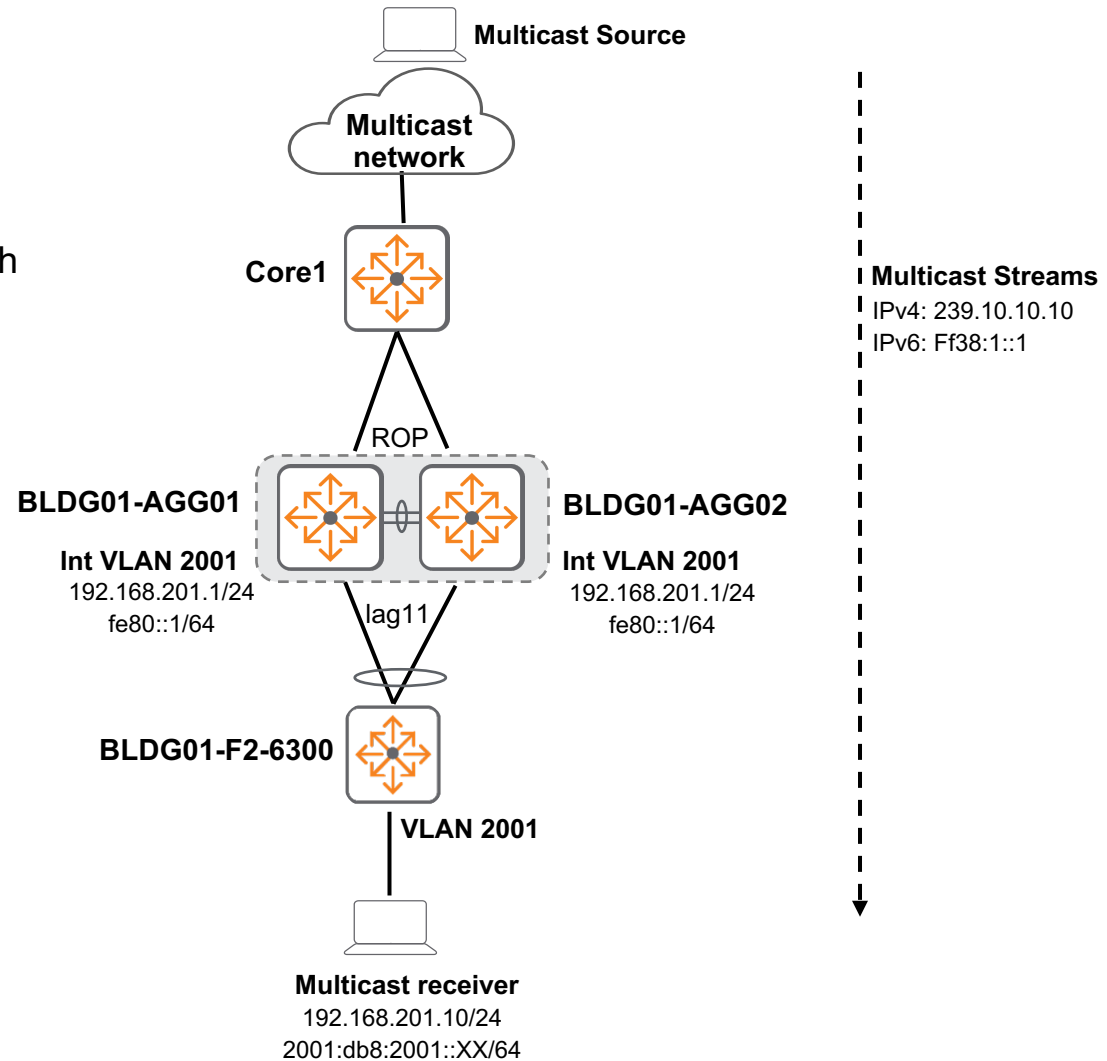 Multicast Source
Multicast
network
h
Core1
Multicast Streams
IPv4: 239.10.10.10
IPv6: Ff38:1::1
ROP
BLDG01-AGG01
BLDG01-AGG02
Int VLAN 2001
192.168.201.1/24
fe80::1/64
Int VLAN 2001
192.168.201.1/24
fe80::1/64
lag11
BLDG01-F2-6300
VLAN 2001
Multicast receiver
192.168.201.10/24
2001:db8:2001::XX/64